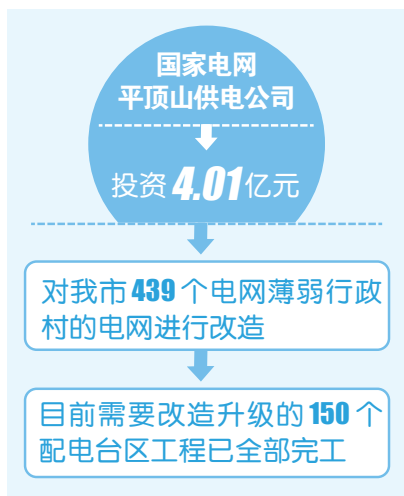 国家电网
平顶山供电公司
投资4.01亿元
对我市439个电网薄弱行政
村的电网进行改造
目前需要改造升级的150个
配电台区工程已全部完工